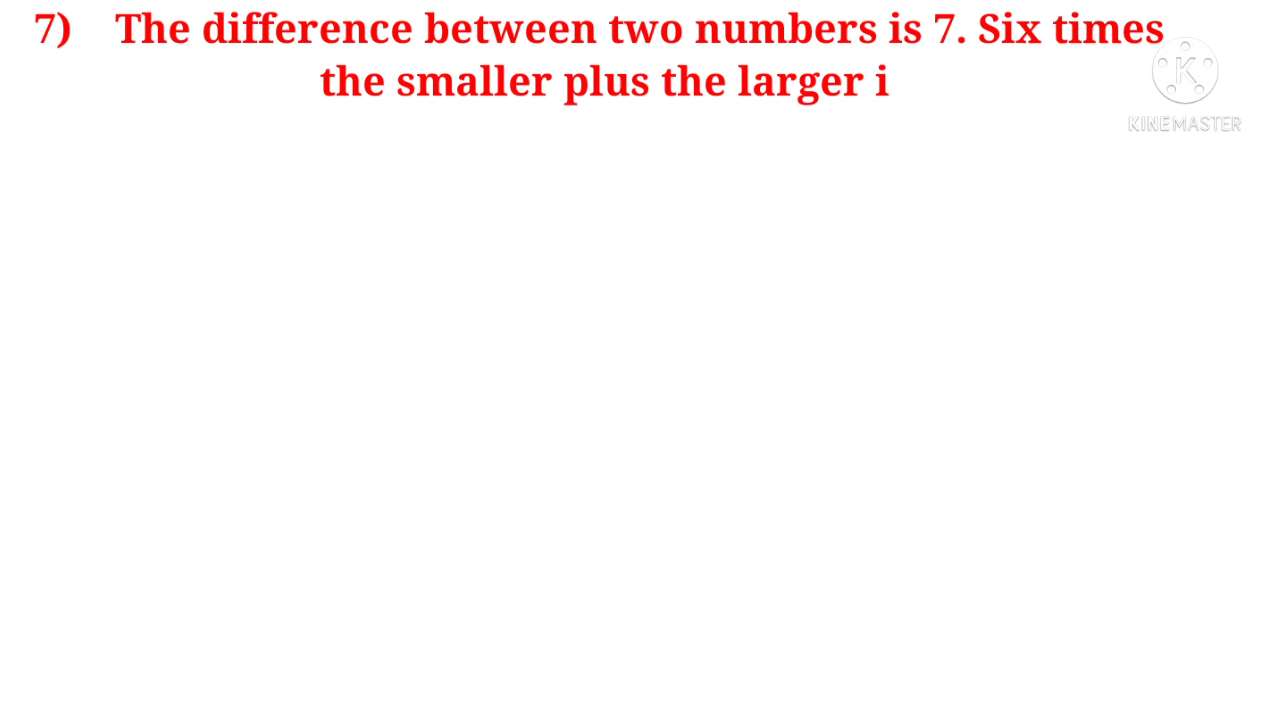 7) The difference between two numbers is 7. Six times
the smaller plus the larger i
K
KINEMASTER